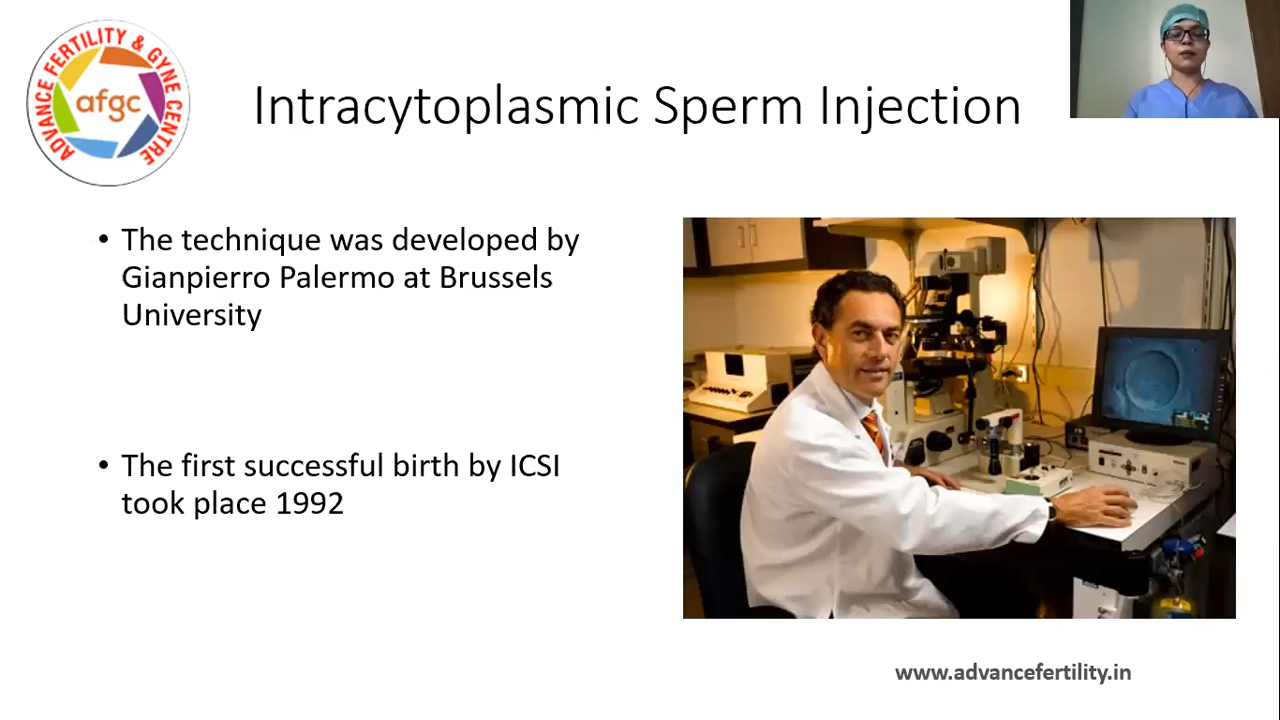 ADVANCE FERTILITY & GYNE CENTRE
afgc
Intracytoplasmic Sperm Injection
• The technique was developed by
Gianpierro Palermo at Brussels
University
• The first successful birth by ICSI
took place 1992
www.advancefertility.in